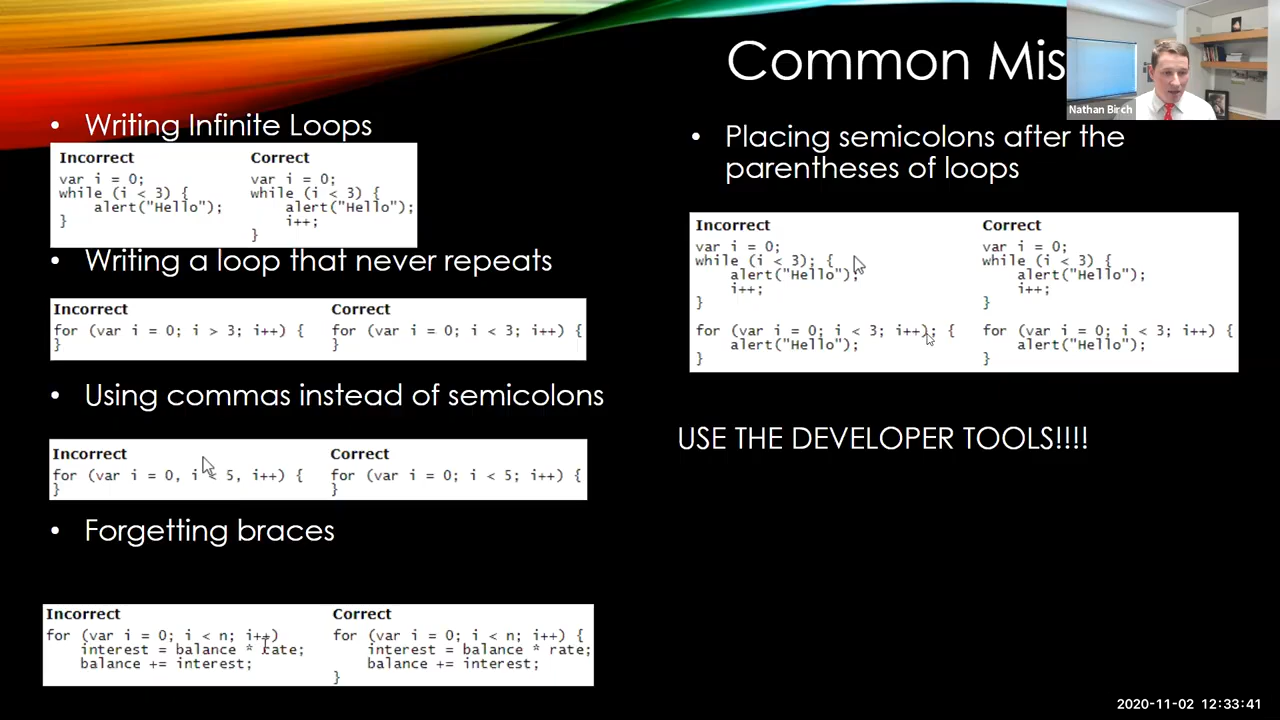 Common Mis
Nathan Birch
• Writing Infinite Loops
Incorrect Correct
var i = 0; var i = 0;
while (i < 3) { while (i < 3) {
alert("Hello"); alert("Hello");
} i++;
}
• Writing a loop that never repeats
Incorrect Correct
for (var i = 0; i > 3; i++) { for (var i = 0; i < 3; i++) {
} }
• Using commas instead of semicolons
Incorrect Correct
for (var i = 0, i < 5, i++) { for (var i = 0; i < 5; i++) {
} }
• Forgetting braces
Incorrect Correct
for (var i = 0; i < n; i++) for (var i = 0; i < n; i++) {
interest = balance * rate; interest = balance * rate;
balance += interest; balance += interest;
}
• Placing semicolons after the
parentheses of loops
Incorrect Correct
var i = 0; var i = 0;
while (i < 3); { while (i < 3) {
alert("Hello"); alert("Hello");
i++; i++;
} }
for (var i = 0; i < 3; i++); { for (var i = 0; i < 3; i++) {
alert("Hello"); alert("Hello");
} }
USE THE DEVELOPER TOOLS!!!!
2020-11-02 12:33:41